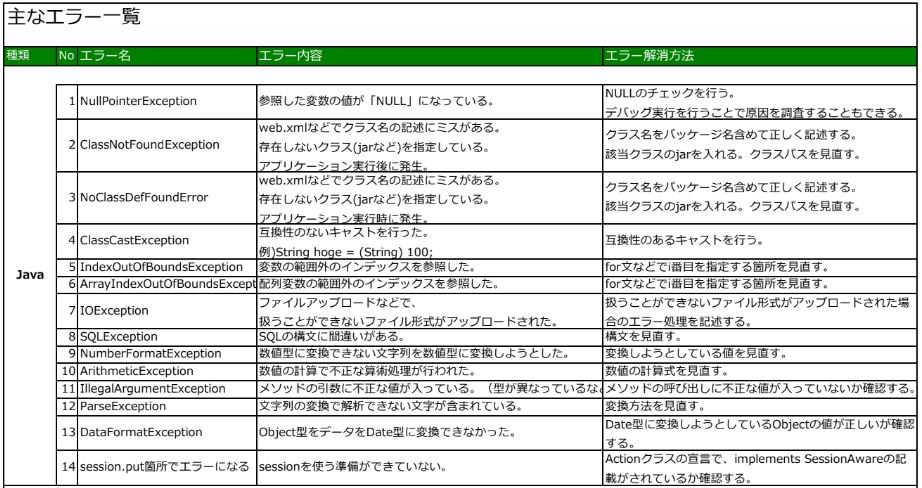 主なエラー一覧
種類 No エラー名 エラー内容 エラー解消方法
Java
1 NullPointerException 参照した変数の値が「NULL」になっている。 NULLのチェックを行う。
デバッグ実行を行うことで原因を調査することもできる。
2 ClassNotFoundException web.xmlなどでクラス名の記述にミスがある。
存在しないクラス(jarなど)を指定している。
アプリケーション実行後に発生。
クラス名をパッケージ名含めて正しく記述する。
該当クラスのjarを入れる。クラスパスを見直す。
3 NoClassDefFoundError web.xmlなどでクラス名の記述にミスがある。
存在しないクラス(jarなど)を指定している。
アプリケーション実行時に発生。
クラス名をパッケージ名含めて正しく記述する。
該当クラスのjarを入れる。クラスパスを見直す。
4 ClassCastException 互換性のないキャストを行った。
例)String hoge = (String) 100;
互換性のあるキャストを行う。
5 IndexOutOfBoundsException 変数の範囲外のインデックスを参照した。 for文などでi番目を指定する箇所を見直す。
6 ArrayIndexOutOfBoundsExcept 配列変数の範囲外のインデックスを参照した。 for文などでi番目を指定する箇所を見直す。
7 IOException ファイルアップロードなどで、
扱うことができないファイル形式がアップロードされた。
扱うことができないファイル形式がアップロードされた場
合のエラー処理を記述する。
8 SQLException SQLの構文に間違いがある。 構文を見直す。
9 NumberFormatException 数値型に変換できない文字列を数値型に変換しようとした。 変換しようとしている値を見直す。
10 ArithmeticException 数値の計算で不正な算術処理が行われた。 数値の計算式を見直す。
11 IllegalArgumentException メソッドの引数に不正な値が入っている。（型が異なっているな メソッドの呼び出しに不正な値が入っていないか確認する。
12 ParseException 文字列の変換で解析できない文字が含まれている。 変換方法を見直す。
13 DataFormatException Object型をデータをDate型に変換できなかった。 Date型に変換しようとしているObjectの値が正しいが確認
する。
14 session.put箇所でエラーになる sessionを使う準備ができていない。 Actionクラスの宣言で、implements SessionAwareの記
載がされているか確認する。